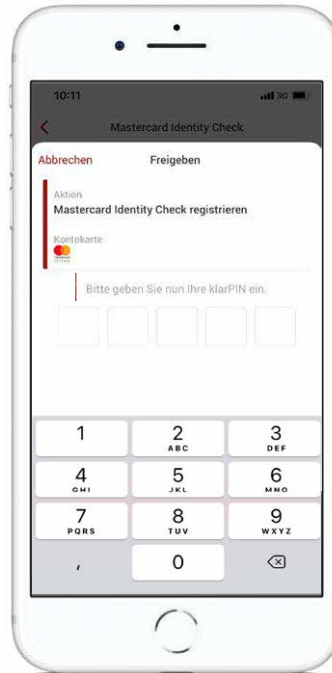 10:11
3G
Mastercard Identity Check
Abbrechen Freigeben
Aktion
Mastercard Identity Check registrieren
Kontokarte
Bitte geben Sie nun Ihre klarPIN ein.
1 2 3
ABC DEF
4 5 6
GHI JKL MNO
7 8 9
PQRS TUV WXYZ
, 0